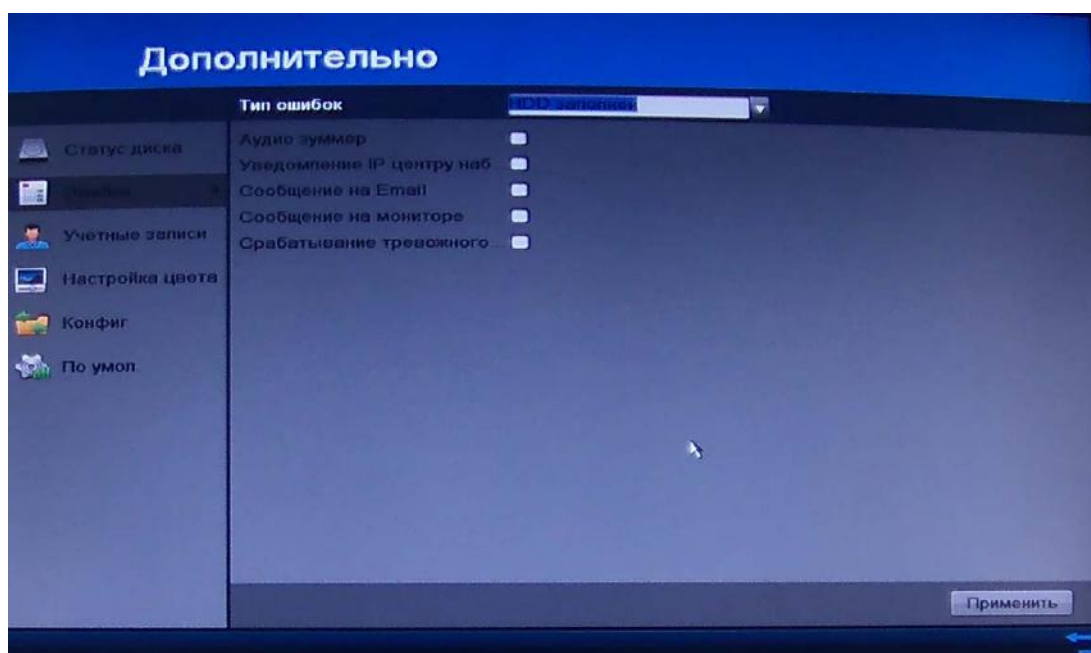 Дополнительно
Тип ошибок
HDD заполнен
Статус диска
Ошибки
Учетные записи
Настройка цвета
Конфиг
По умол
Аудио зуммер
Уведомление IP центру наб
Сообщение на Email
Сообщение на мониторе
Срабатывание тревожного...
Применить